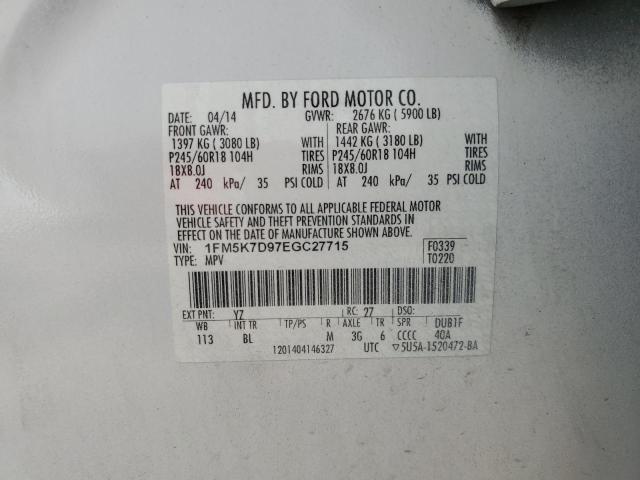 MFD. BY FORD MOTOR CO.
DATE: 04/14 GVWR: 2676 KG ( 5900 LB)
FRONT GAWR: REAR GAWR:
1397 KG ( 3080 LB) WITH 1442 KG ( 3180 LB) WITH
P245/60R18 104H TIRES P245/60R18 104H TIRES
18X8.0J RIMS 18X8.0J RIMS
AT 240 kPa/ 35 PSI COLD AT 240 kPa/ 35 PSI COLD
THIS VEHICLE CONFORMS TO ALL APPLICABLE FEDERAL MOTOR
VEHICLE SAFETY AND THEFT PREVENTION STANDARDS IN
EFFECT ON THE DATE OF MANUFACTURE SHOWN ABOVE.
VIN: 1FM5K7D97EGC27715 F0339
TYPE: MPV T0220
EXT PNT: YZ RC: 27 DSO:
WB INT TR TP/PS R AXLE TR SPR DUB1F
113 BL M 3G 6 CCCC 40A
1201404146327 UTC ▽5U5A-1520472-BA